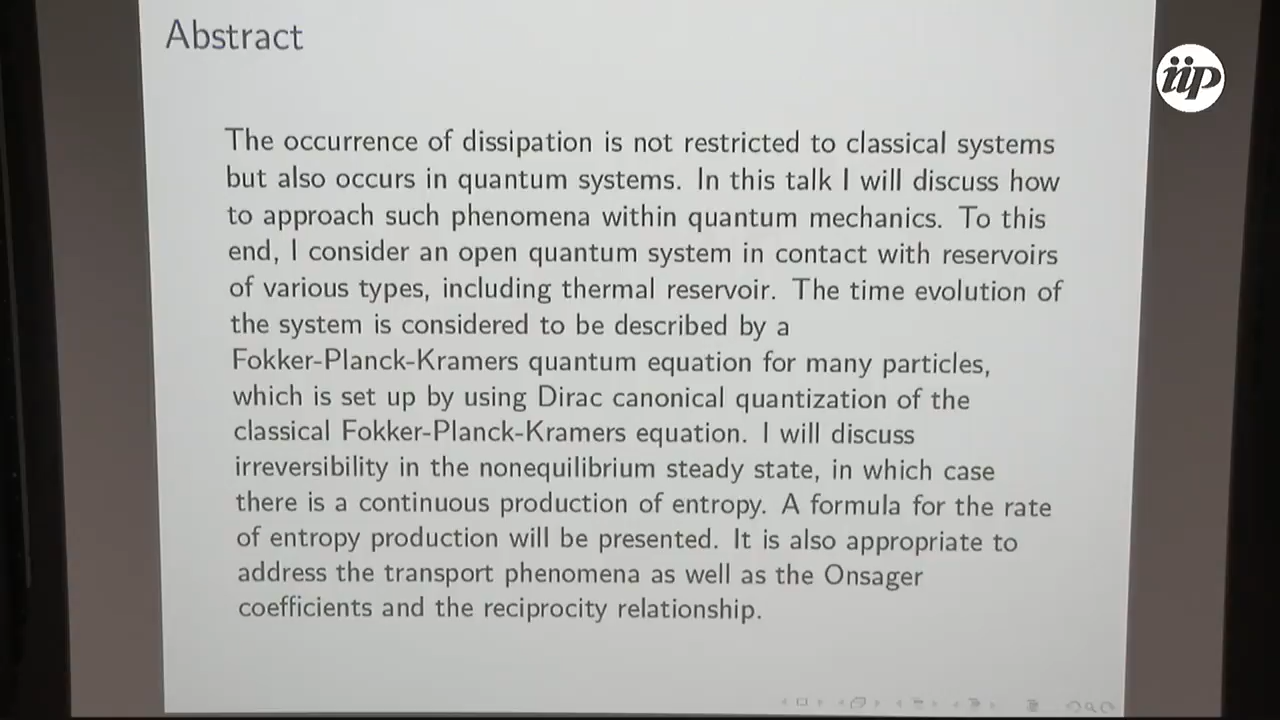 Abstract
iip
The occurrence of dissipation is not restricted to classical systems
but also occurs in quantum systems. In this talk I will discuss how
to approach such phenomena within quantum mechanics. To this
end, I consider an open quantum system in contact with reservoirs
of various types, including thermal reservoir. The time evolution of
the system is considered to be described by a
Fokker-Planck-Kramers quantum equation for many particles,
which is set up by using Dirac canonical quantization of the
classical Fokker-Planck-Kramers equation. I will discuss
irreversibility in the nonequilibrium steady state, in which case
there is a continuous production of entropy. A formula for the rate
of entropy production will be presented. It is also appropriate to
address the transport phenomena as well as the Onsager
coefficients and the reciprocity relationship.